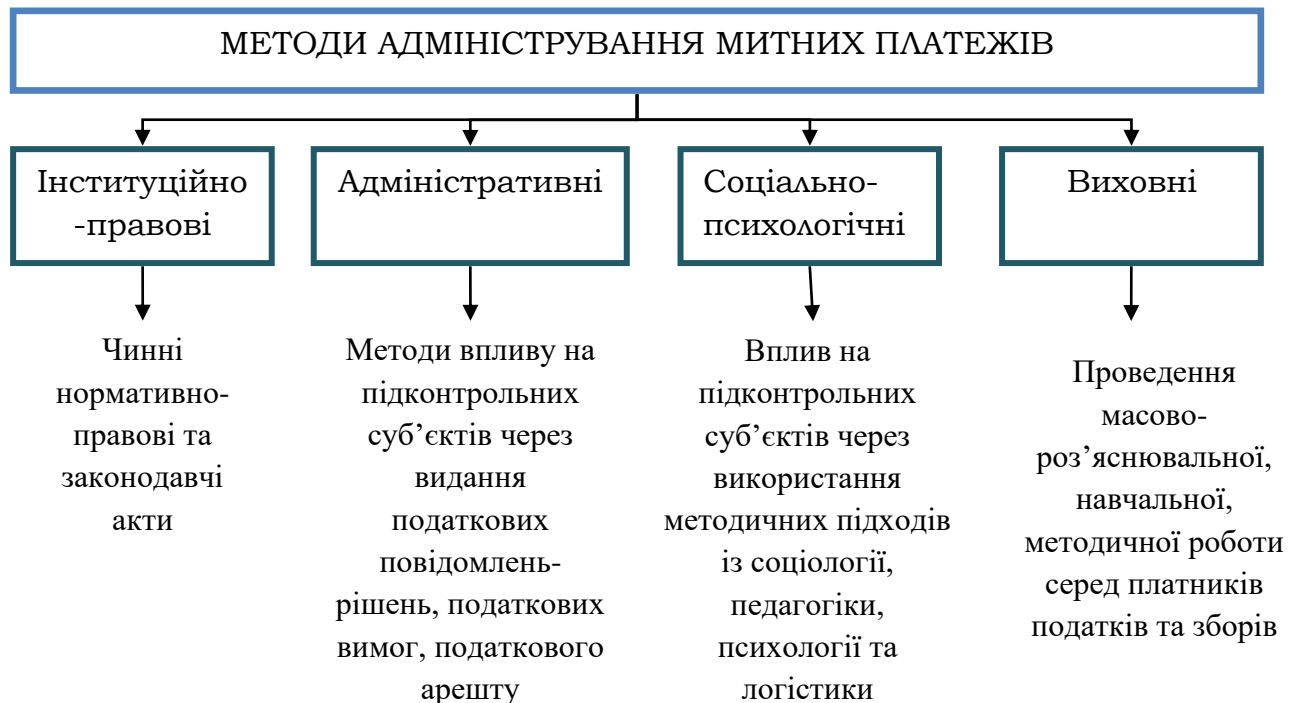 МЕТОДИ АДМІНІСТРУВАННЯ МИТНИХ ПЛАТЕЖІВ
Інституційно
-правові
Адміністративні
Соціально-
психологічні
Виховні
Чинні
нормативно-
правові та
законодавчі
акти
Методи впливу на
підконтрольних
суб’єктів через
видання
податкових
повідомлень-
рішень, податкових
вимог, податкового
арешту
Вплив на
підконтрольних
суб’єктів через
використання
методичних підходів
із соціології,
педагогіки,
психології та
логістики
Проведення
масово-
роз’яснювальної,
навчальної,
методичної роботи
серед платників
податків та зборів